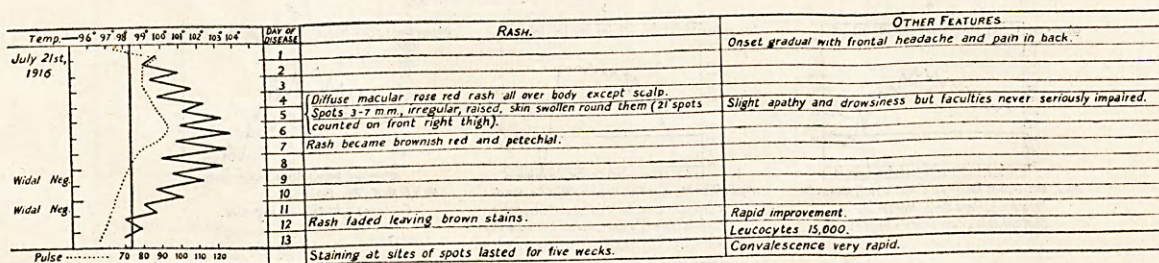 Temp.—96° 97° 98° 99° 100° 101° 102° 103° 104°
DAY OF DISEASE
RASH.
OTHER FEATURES
July 21st, 1916
1
Onset gradual with frontal headache and pain in back.
2
3
4
Diffuse macular rose red rash all over body except scalp.
Slight apathy and drowsiness but faculties never seriously impaired.
5
Spots 3-7 m.m., irregular, raised, skin swollen round them (21 spots
6
counted on front right thigh).
7
Rash became brownish red and petechial.
8
Widal Neg.
9
10
Widal Neg.
11
Rapid improvement.
12
Rash faded leaving brown stains.
Leucocytes 15,000.
13
Convalescence very rapid.
Staining at sites of spots lasted for five weeks.
Pulse ········ 70 80 90 100 110 120